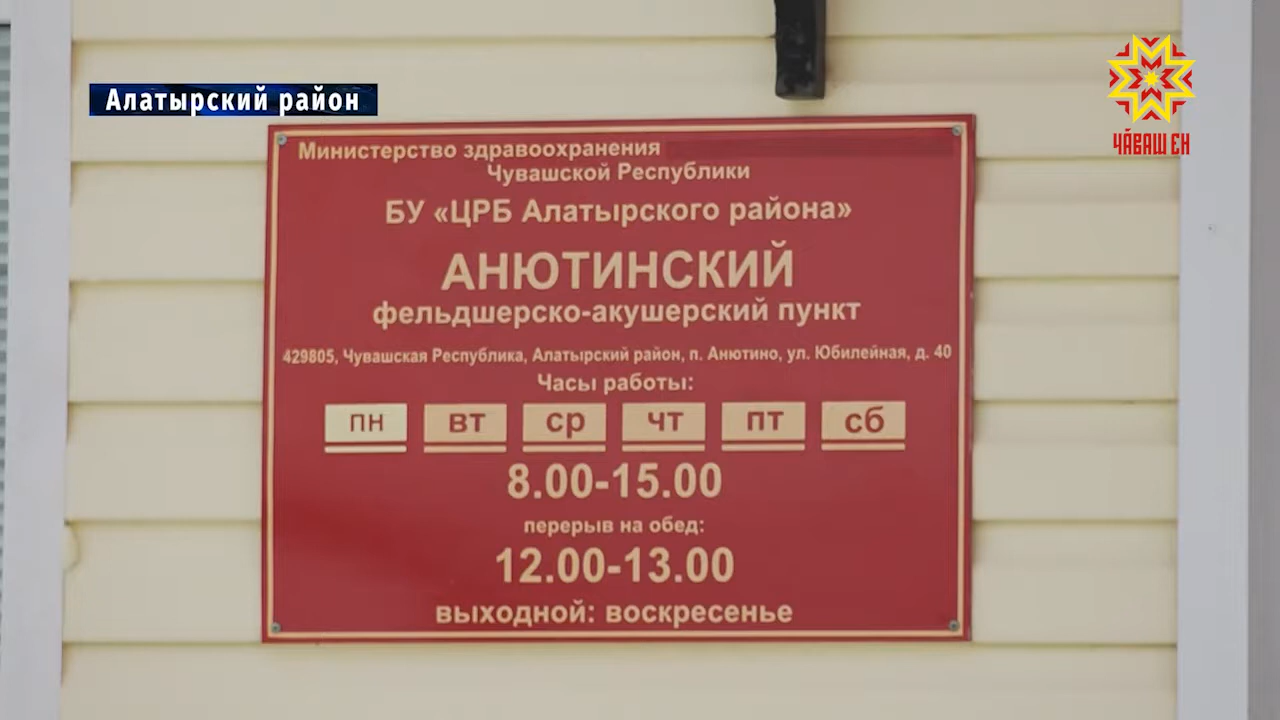 Алатырский район
ЧӐВАШ ЕН
Министерство здравоохранения
Чувашской Республики
БУ «ЦРБ Алатырского района»
АНЮТИНСКИЙ
фельдшерско-акушерский пункт
429805, Чувашская Республика, Алатырский район, п. Анютино, ул. Юбилейная, д. 40
Часы работы:
пн вт ср чт пт сб
8.00-15.00
перерыв на обед:
12.00-13.00
выходной: воскресенье